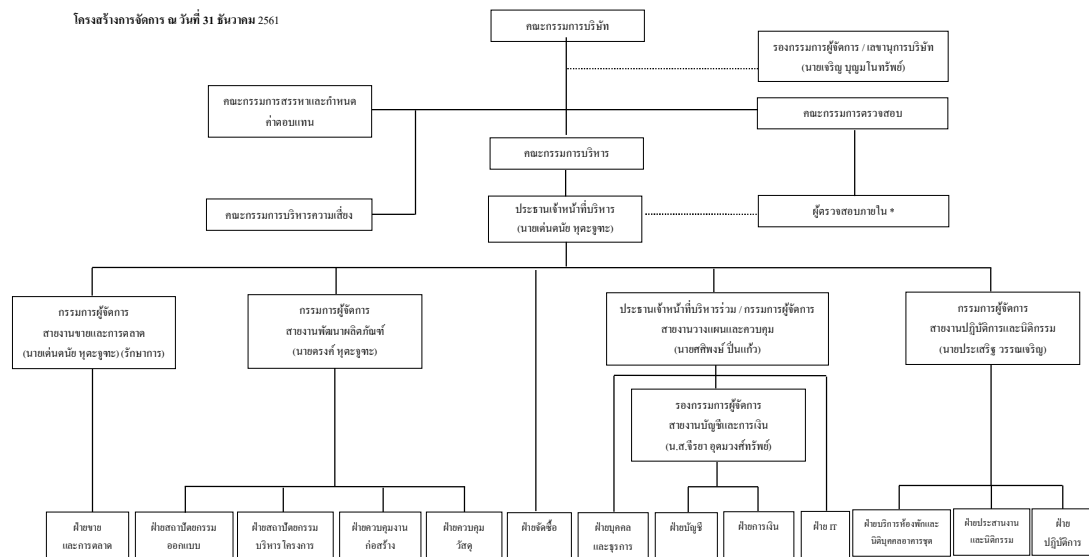 โครงสร้างการจัดการ ณ วันที่ 31 ธันวาคม 2561
คณะกรรมการบริษัท
รองกรรมการผู้จัดการ / เลขานุการบริษัท
(นายเจริญ บุญมในทรัพย์)
คณะกรรมการสรรหาและกำหนด
ค่าตอบแทน
คณะกรรมการตรวจสอบ
คณะกรรมการบริหาร
คณะกรรมการบริหารความเสี่ยง
ประธานเจ้าหน้าที่บริหาร
(นายเด่นดนัย หุตะจูฑะ)
ผู้ตรวจสอบภายใน *
กรรมการผู้จัดการ
สายงานขายและการตลาด
(นายเด่นดนัย หุตะจูฑะ) (รักษาการ)
กรรมการผู้จัดการ
สายงานพัฒนาผลิตภัณฑ์
(นายดรงค์ หุตะจูฑะ)
ประธานเจ้าหน้าที่บริหารร่วม / กรรมการผู้จัดการ
สายงานวางแผนและควบคุม
(นายศศิพงษ์ ปิ่นแก้ว)
กรรมการผู้จัดการ
สายงานปฏิบัติการและนิติกรรม
(นายประเสริฐ วรรณเจริญ)
รองกรรมการผู้จัดการ
สายงานบัญชีและการเงิน
(น.ส.จีรยา อุดมวงศ์ทรัพย์)
ฝ่ายขาย
และการตลาด
ฝ่ายสถาปัตยกรรม
ออกแบบ
ฝ่ายสถาปัตยกรรม
บริหารโครงการ
ฝ่ายควบคุมงาน
ก่อสร้าง
ฝ่ายควบคุม
วัสดุ
ฝ่ายจัดซื้อ
ฝ่ายบุคคล
และธุรการ
ฝ่ายบัญชี
ฝ่ายการเงิน
ฝ่าย IT
ฝ่ายบริการห้องพักและ
นิติบุคคลอาคารชุด
ฝ่ายประสานงาน
และนิติกรรม
ฝ่าย
ปฏิบัติการ